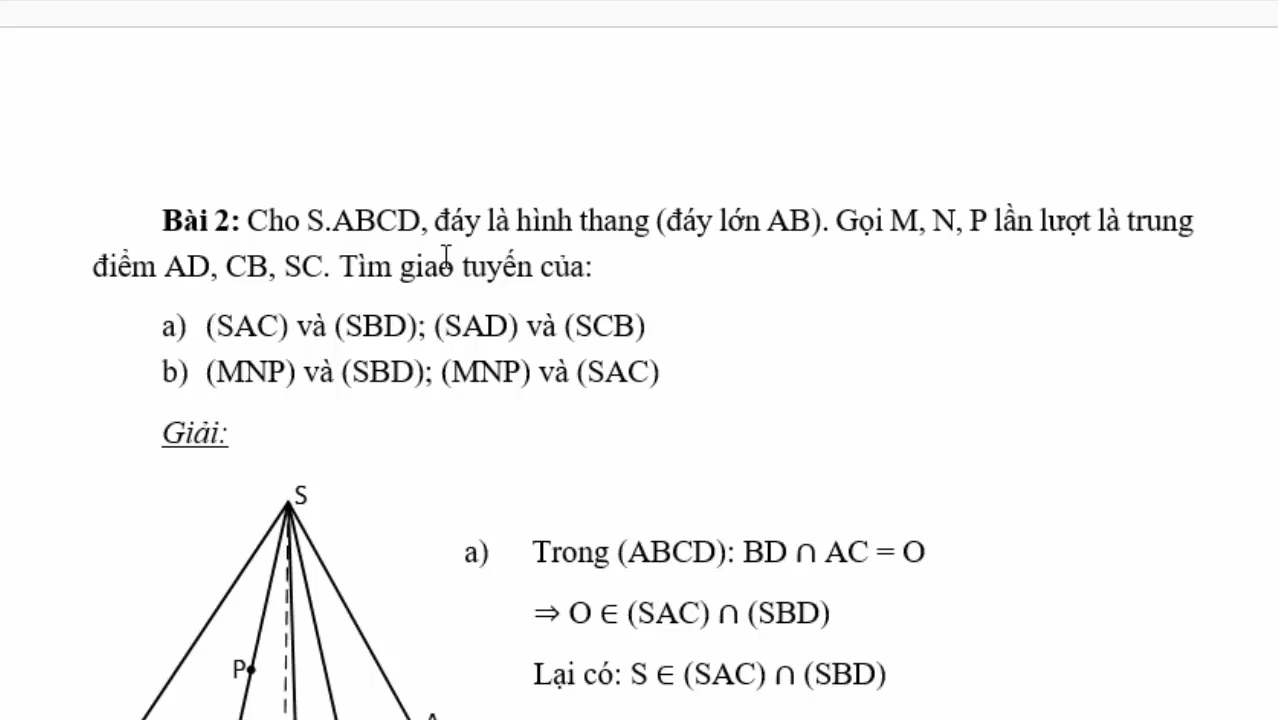 Bài 2: Cho S.ABCD, đáy là hình thang (đáy lớn AB). Gọi M, N, P lần lượt là trung
điểm AD, CB, SC. Tìm giao tuyến của:
a) (SAC) và (SBD); (SAD) và (SCB)
b) (MNP) và (SBD); (MNP) và (SAC)
Giải:
S
a) Trong (ABCD): BD ∩ AC = O
⇒ O ∈ (SAC) ∩ (SBD)
P
Lại có: S ∈ (SAC) ∩ (SBD)